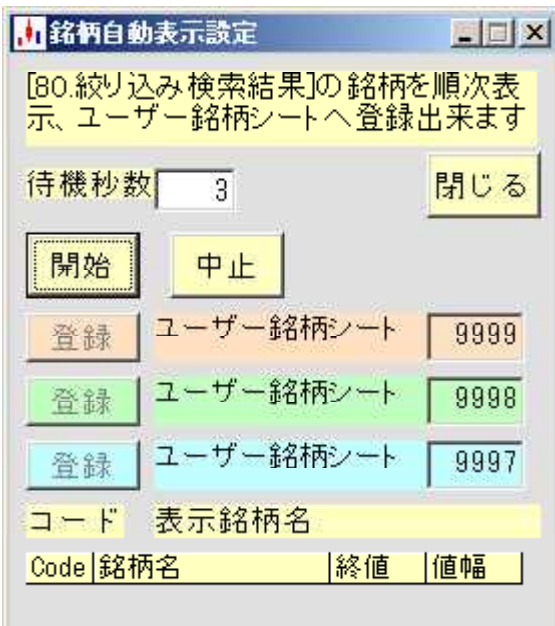 銘柄自動表示設定
[80.絞り込み検索結果]の銘柄を順次表
示、ユーザー銘柄シートへ登録出来ます
待機秒数 3 閉じる
開始 中止
登録 ユーザー銘柄シート 9999
登録 ユーザー銘柄シート 9998
登録 ユーザー銘柄シート 9997
コード 表示銘柄名
Code 銘柄名 終値 値幅